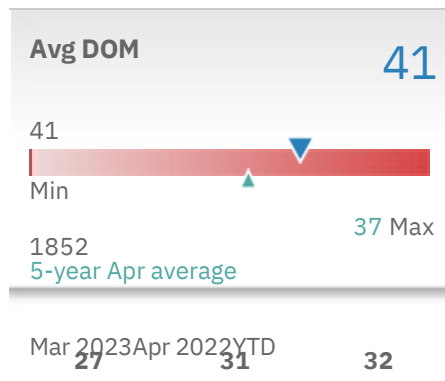 Avg DOM
41
41
Min
37 Max
1852
5-year Apr average
Mar 2023Apr 2022YTD
27 31 32